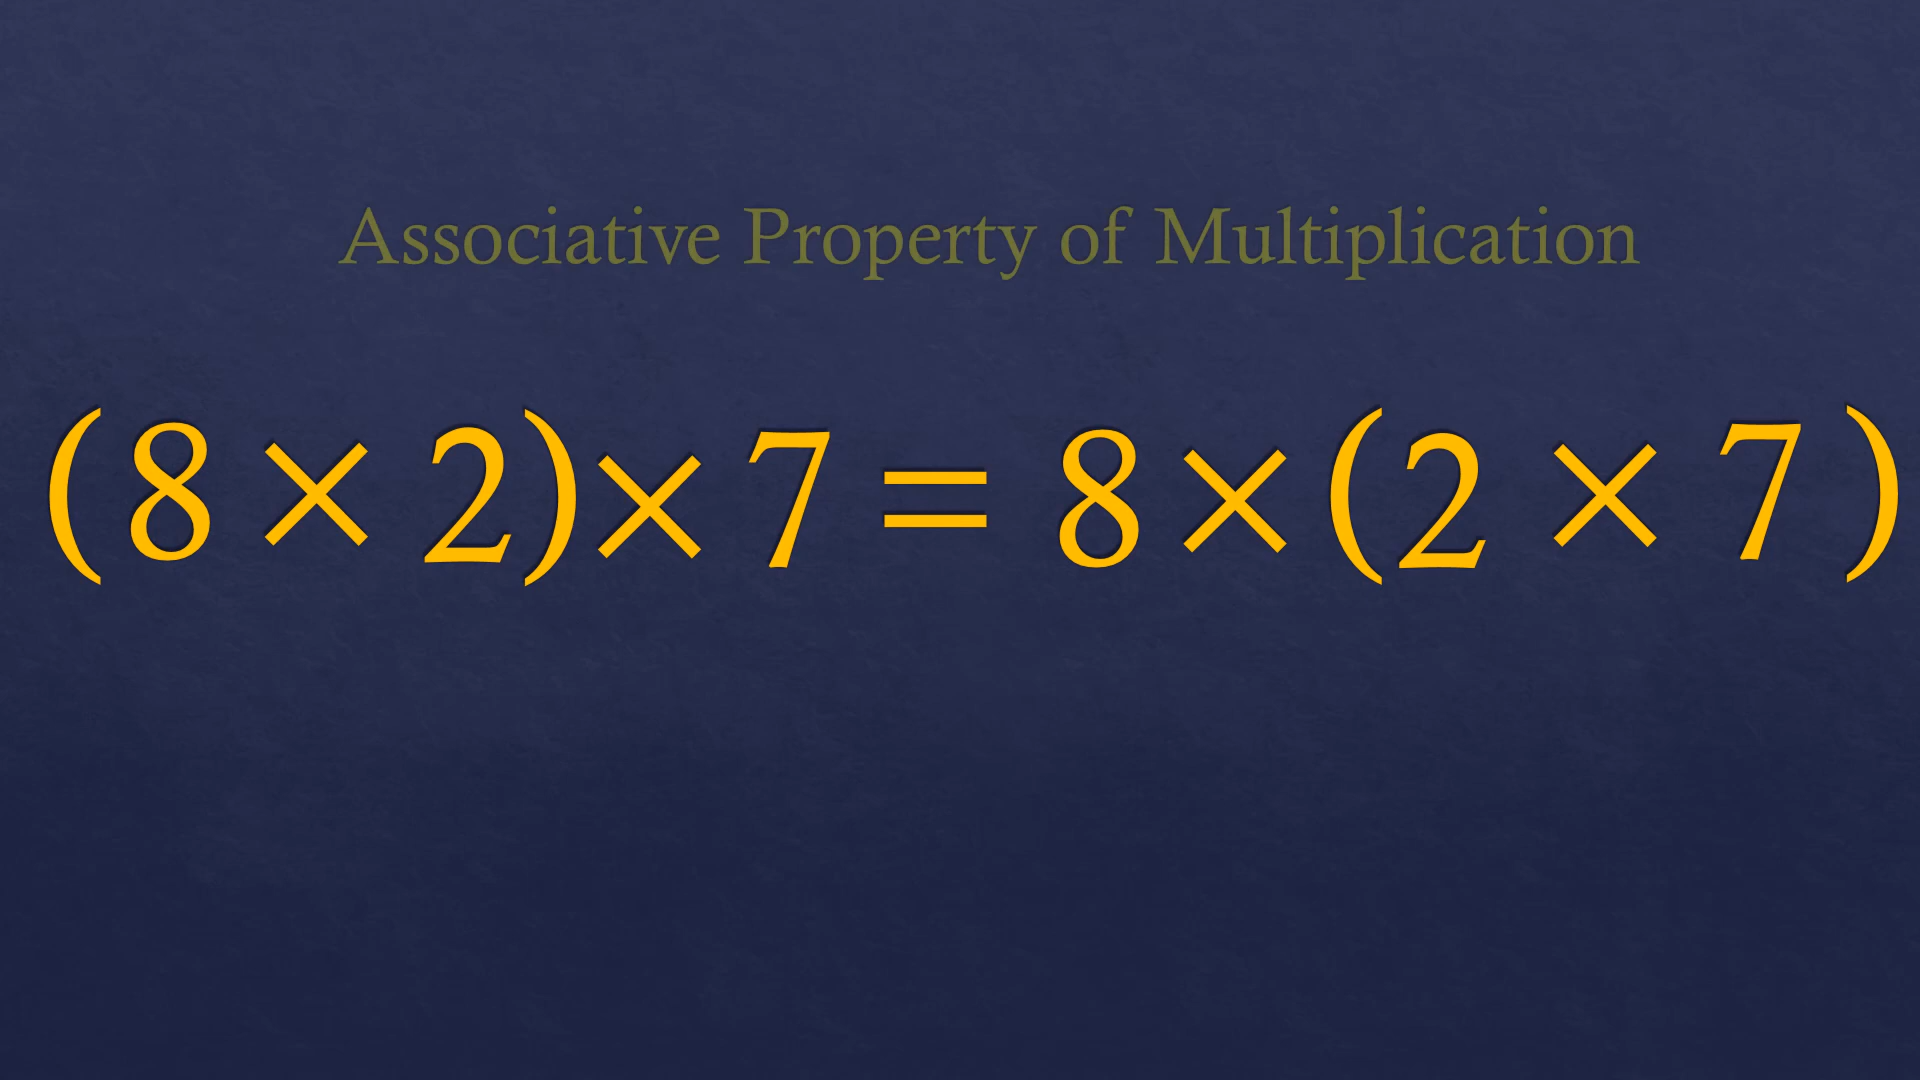 Associative Property of Multiplication
(8 × 2)× 7 = 8 ×(2 × 7 )